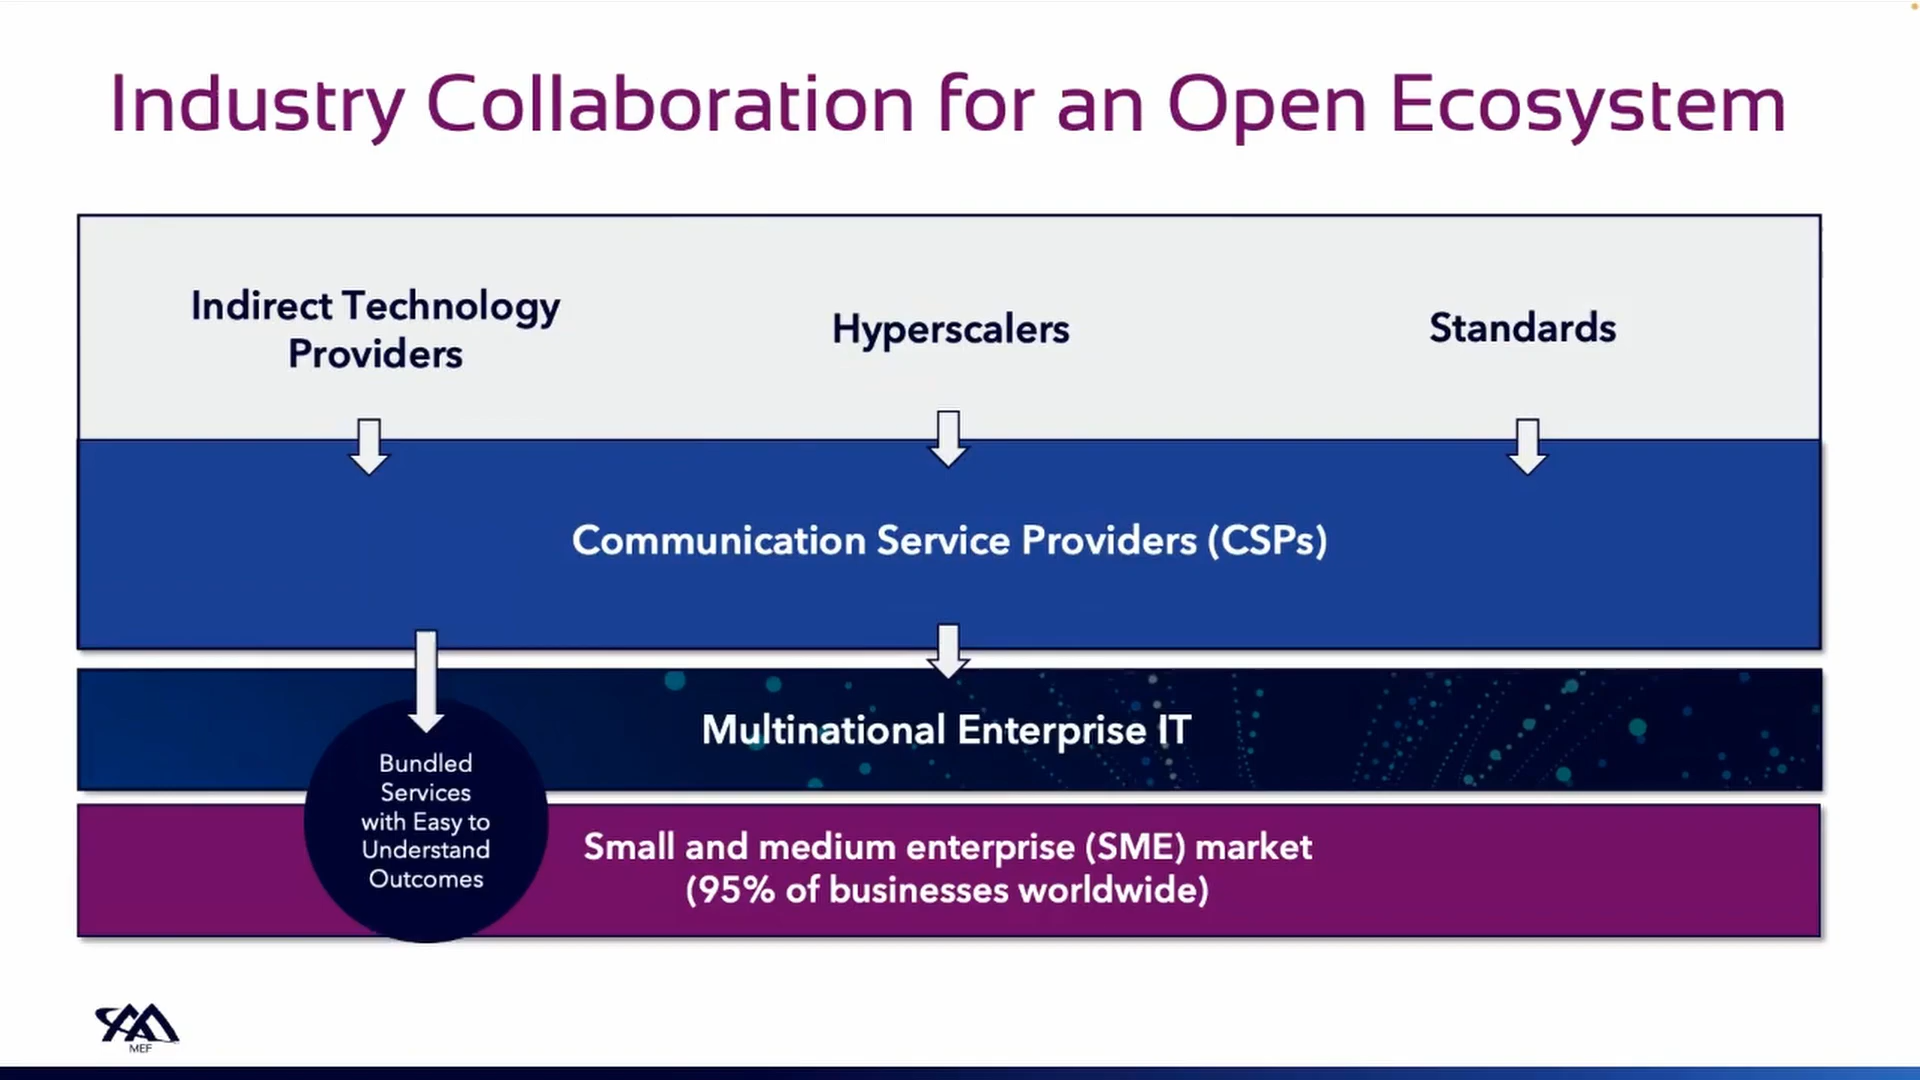 Industry Collaboration for an Open Ecosystem
Indirect Technology
Providers
Hyperscalers
Standards
Communication Service Providers (CSPs)
Multinational Enterprise IT
Bundled
Services
with Easy to
Understand
Outcomes
Small and medium enterprise (SME) market
(95% of businesses worldwide)
MEF